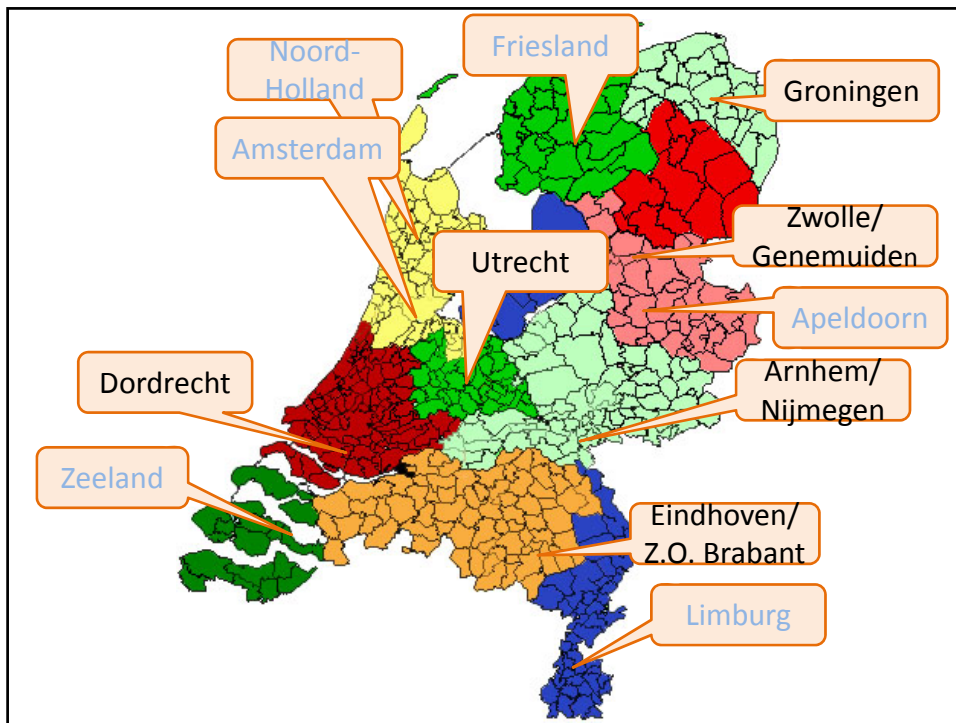 Noord-
Holland
Friesland
Groningen
Amsterdam
Zwolle/
Genemuiden
Utrecht
Apeldoorn
Dordrecht
Arnhem/
Nijmegen
Zeeland
Eindhoven/
Z.O. Brabant
Limburg